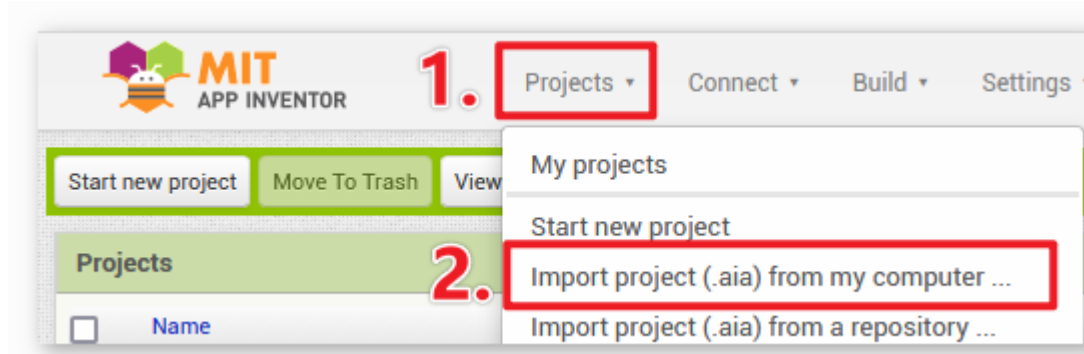 MIT
APP INVENTOR
1.
Projects
Connect
Build
Settings
Start new project
Move To Trash
View
My projects
Start new project
Projects
2.
Import project (.aia) from my computer ...
Name
Import project (.aia) from a repository ...